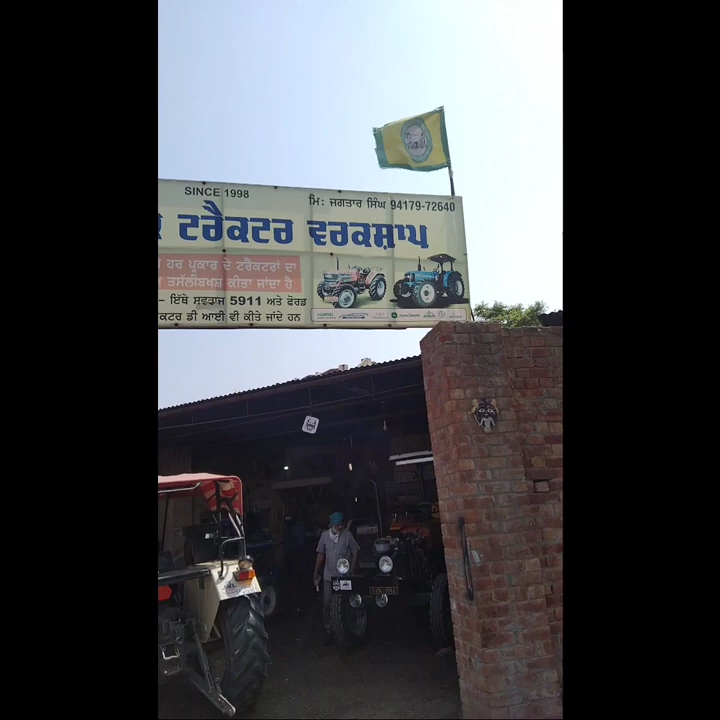 SINCE 1998
ਮਿ: ਜਗਤਾਰ ਸਿੰਘ 94179-72640
ਟਰੈਕਟਰ ਵਰਕਸ਼ਾਪ
ਹਰ ਪ੍ਰਕਾਰ ਦੇ ਟਰੈਕਟਰਾਂ ਦਾ
ਤਸੱਲੀਬਖਸ਼ ਕੀਤਾ ਜਾਂਦਾ ਹੈ
- ਇੱਥੇ ਸਵਰਾਜ 5911 ਅਤੇ ਫੋਰਡ
ਕਟਰ ਡੀ ਆਈ ਵੀ ਕੀਤੇ ਜਾਂਦੇ ਹਨ